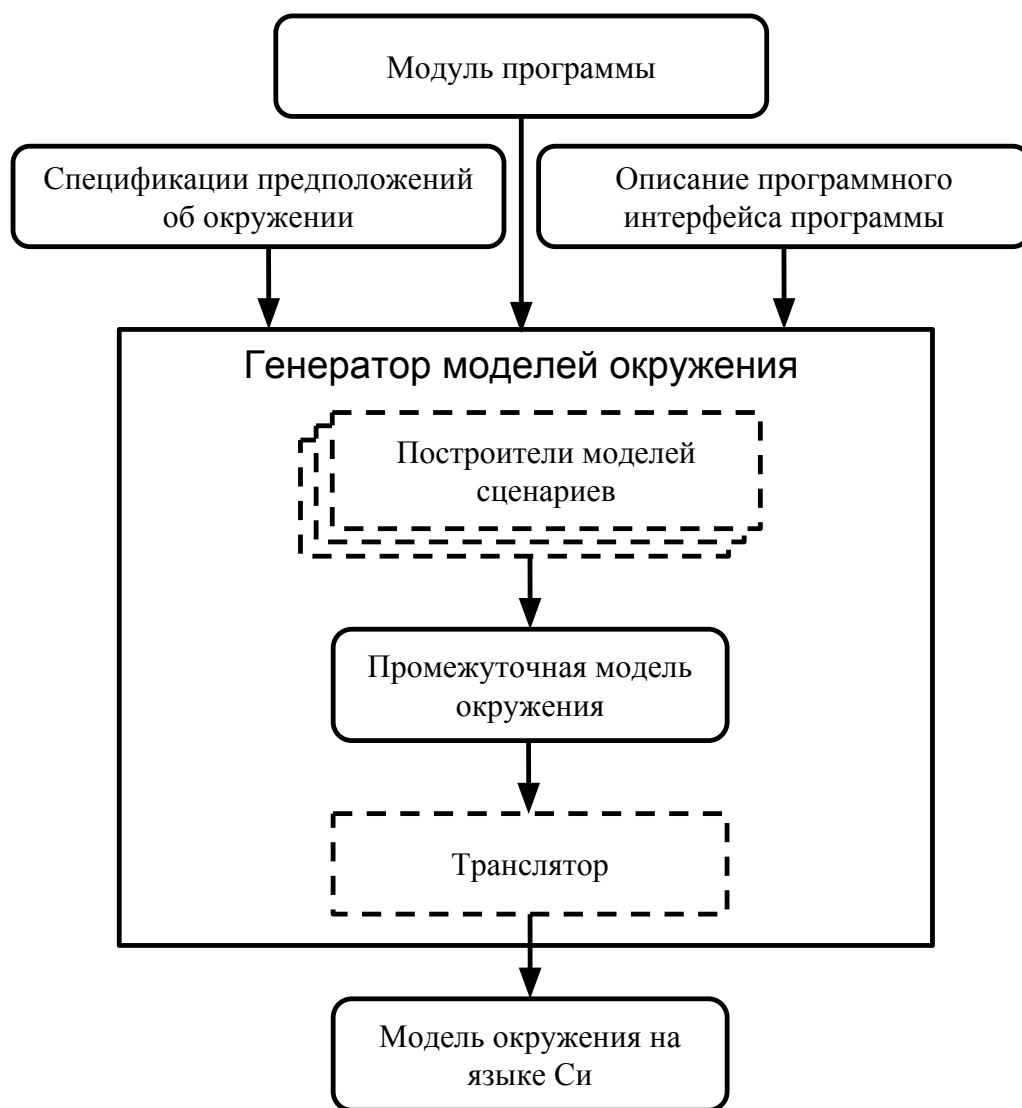 Модуль программы
Спецификации предположений
об окружении
Описание программного
интерфейса программы
Генератор моделей окружения
Построители моделей
сценариев
Промежуточная модель
окружения
Транслятор
Модель окружения на
языке Си